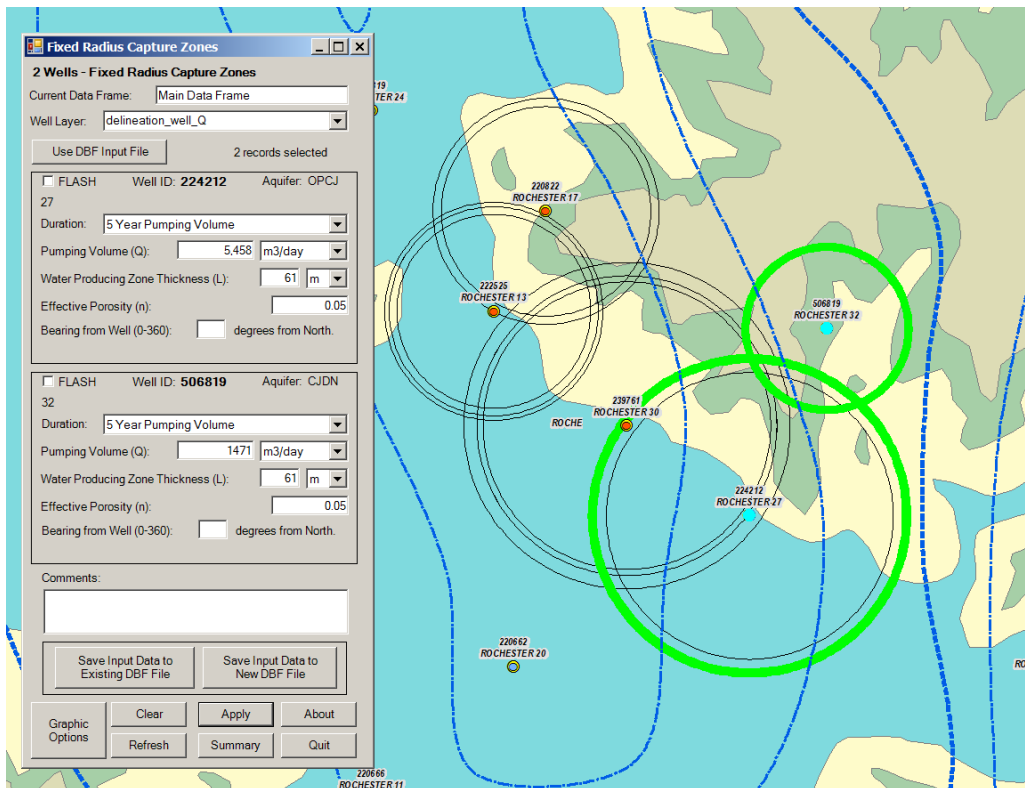 Fixed Radius Capture Zones
2 Wells - Fixed Radius Capture Zones
Current Data Frame: Main Data Frame
Well Layer: delineation_well_Q
Use DBF Input File 2 records selected
FLASH Well ID: 224212 Aquifer: OPCJ
27
Duration: 5 Year Pumping Volume
Pumping Volume (Q): 5,458 m3/day
Water Producing Zone Thickness (L): 61 m
Effective Porosity (n): 0.05
Bearing from Well (0-360): degrees from North.
FLASH Well ID: 506819 Aquifer: CJDN
32
Duration: 5 Year Pumping Volume
Pumping Volume (Q): 1471 m3/day
Water Producing Zone Thickness (L): 61 m
Effective Porosity (n): 0.05
Bearing from Well (0-360): degrees from North.
Comments:
Save Input Data to
Existing DBF File
Save Input Data to
New DBF File
Graphic
Options
Clear Apply About
Refresh Summary Quit
319
TER 24
220822
ROCHESTER 17
222525
ROCHESTER 13
506819
ROCHESTER 32
239761
ROCHESTER 30
ROCHE
224212
ROCHESTER 27
220662
ROCHESTER 20
RO
220666
ROCHESTER 11